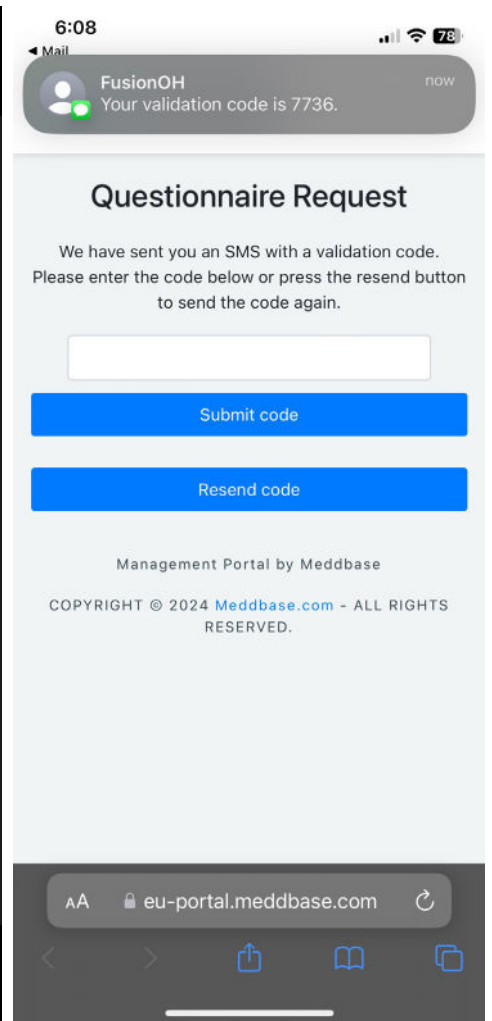 6:08
78
◀ Mail
FusionOH
now
Your validation code is 7736.
Questionnaire Request
We have sent you an SMS with a validation code.
Please enter the code below or press the resend button
to send the code again.
Submit code
Resend code
Management Portal by Meddbase
COPYRIGHT © 2024 Meddbase.com - ALL RIGHTS
RESERVED.
AA
eu-portal.meddbase.com